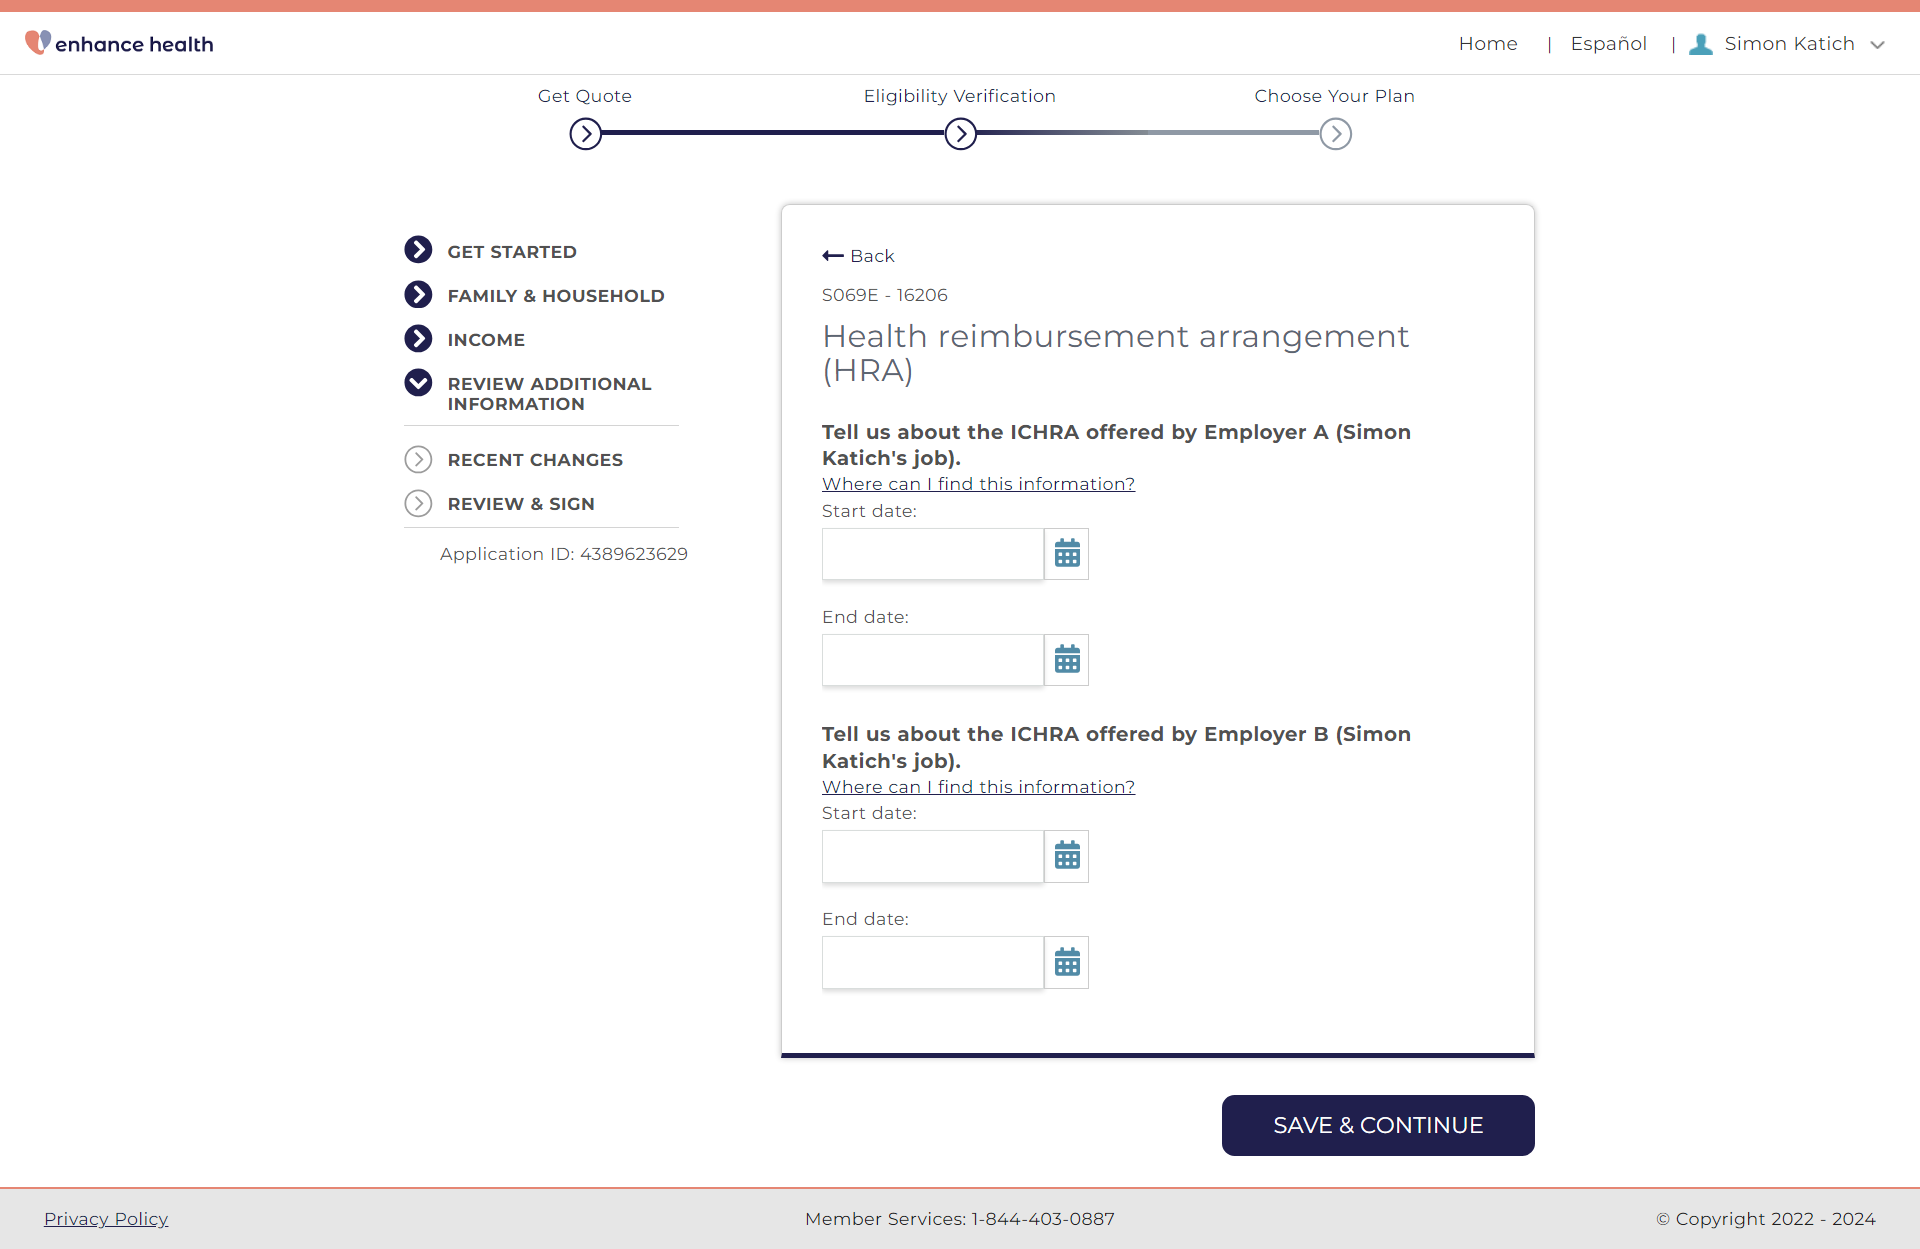 enhance health
Home | Español | Simon Katich
Get Quote
Eligibility Verification
Choose Your Plan
GET STARTED
FAMILY & HOUSEHOLD
INCOME
REVIEW ADDITIONAL
INFORMATION
RECENT CHANGES
REVIEW & SIGN
Application ID: 4389623629
Back
S069E - 16206
Health reimbursement arrangement
(HRA)
Tell us about the ICHRA offered by Employer A (Simon
Katich's job).
Where can I find this information?
Start date:
End date:
Tell us about the ICHRA offered by Employer B (Simon
Katich's job).
Where can I find this information?
Start date:
End date:
SAVE & CONTINUE
Privacy Policy
Member Services: 1-844-403-0887
© Copyright 2022 - 2024